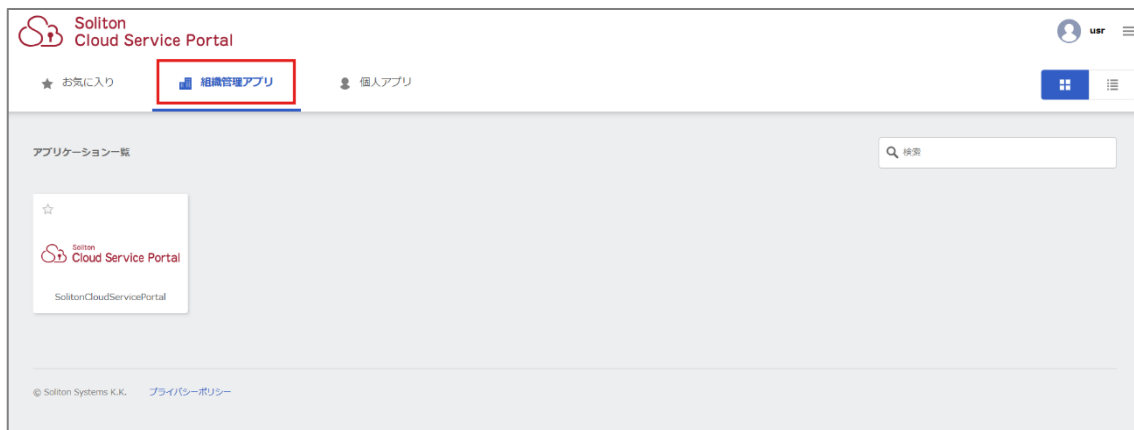 Soliton
Cloud Service Portal
usr
お気に入り
組織管理アプリ
個人アプリ
アプリケーション一覧
検索
Soliton
Cloud Service Portal
SolitonCloudServicePortal
© Soliton Systems K.K.
プライバシーポリシー